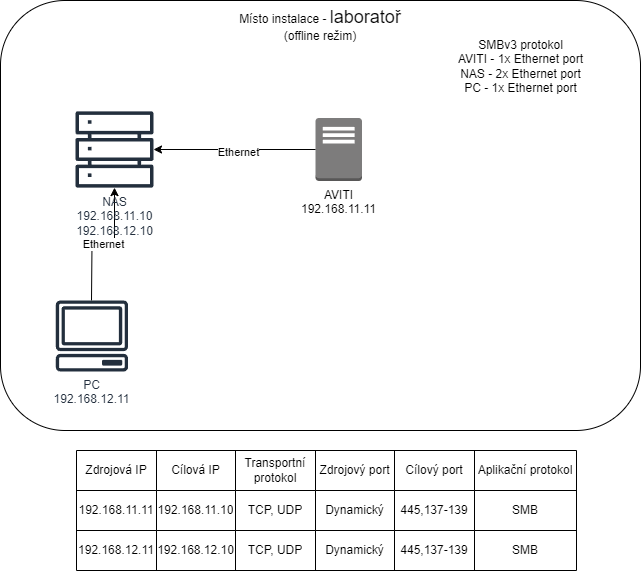 Místo instalace - laboratoř
(offline režim)
SMBv3 protokol
AVITI - 1x Ethernet port
NAS - 2x Ethernet port
PC - 1x Ethernet port
Ethernet
NAS
192.168.11.10
192.168.12.10
AVITI
192.168.11.11
Ethernet
PC
192.168.12.11
Zdrojová IP
Cílová IP
Transportní
protokol
Zdrojový port
Cílový port
Aplikační protokol
192.168.11.11
192.168.11.10
TCP, UDP
Dynamický
445,137-139
SMB
192.168.12.11
192.168.12.10
TCP, UDP
Dynamický
445,137-139
SMB